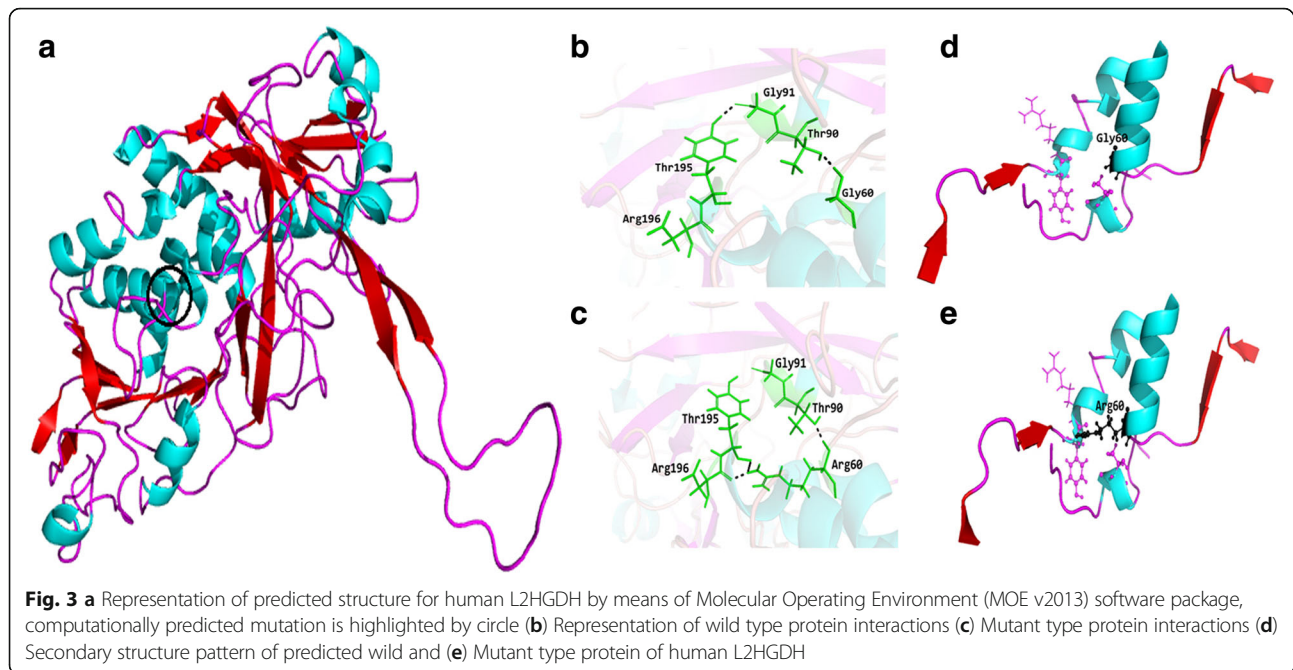 a
b
Gly91
Thr90
Thr195
Gly60
Arg196
c
Gly91
Thr90
Thr195
Arg196
Arg60
d
Gly60
e
Arg60
Fig. 3 a Representation of predicted structure for human L2HGDH by means of Molecular Operating Environment (MOE v2013) software package,
computationally predicted mutation is highlighted by circle (b) Representation of wild type protein interactions (c) Mutant type protein interactions (d)
Secondary structure pattern of predicted wild and (e) Mutant type protein of human L2HGDH